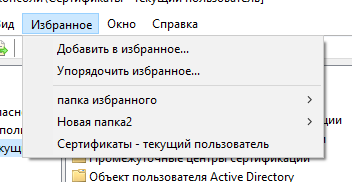 Сертификаты - текущий пользователь]
Вид Избранное Окно Справка
Добавить в избранное...
Упорядочить избранное...
папка избранного
Новая папка2
Сертификаты - текущий пользователь
Промежуточные центры сертификации
Объект пользователя Active Directory